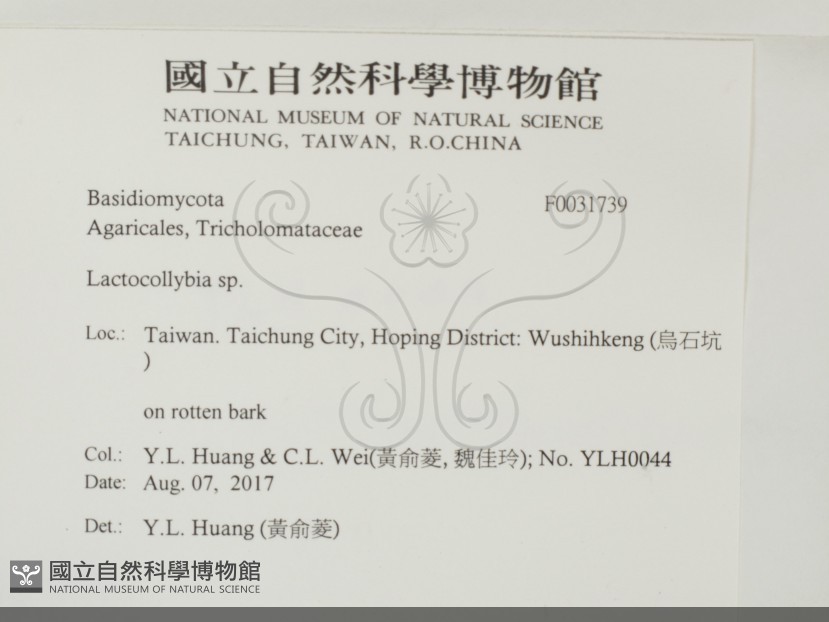 國立自然科學博物館
NATIONAL MUSEUM OF NATURAL SCIENCE
TAICHUNG, TAIWAN, R.O.CHINA
Basidiomycota F0031739
Agaricales, Tricholomataceae
Lactocollybia sp.
Loc.: Taiwan. Taichung City, Hoping District: Wushihkeng (烏石坑
)
on rotten bark
Col.: Y.L. Huang & C.L. Wei(黃俞菱, 魏佳玲); No. YLH0044
Date: Aug. 07, 2017
Det.: Y.L. Huang (黃俞菱)
國立自然科學博物館
NATIONAL MUSEUM OF NATURAL SCIENCE